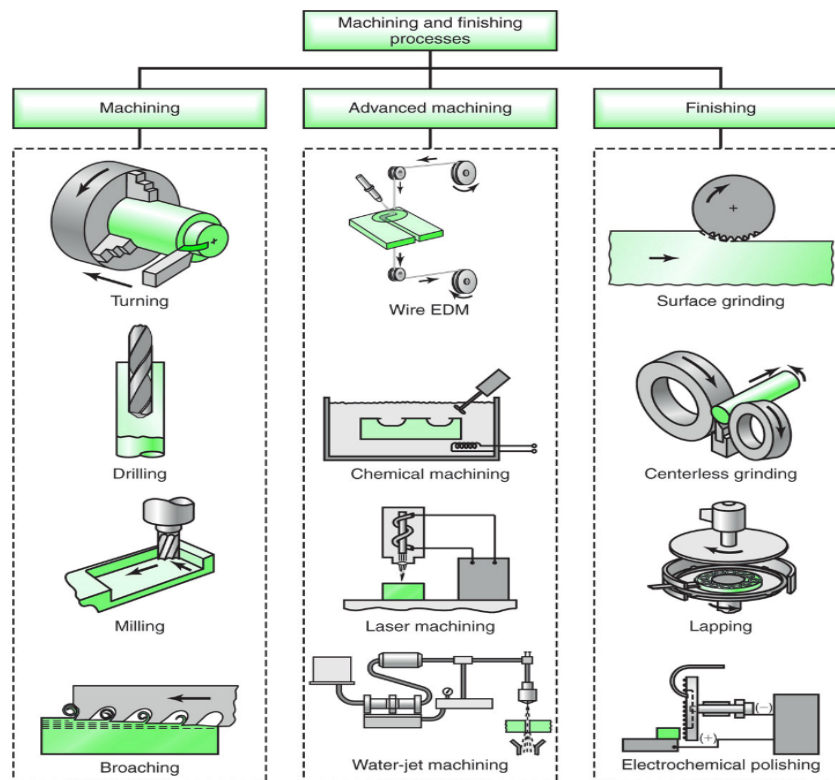 Machining and finishing
processes
Machining
Advanced machining
Finishing
Turning
Drilling
Milling
Broaching
Wire EDM
Chemical machining
Laser machining
Water-jet machining
+
Surface grinding
Centerless grinding
Lapping
(−)
(+)
Electrochemical polishing